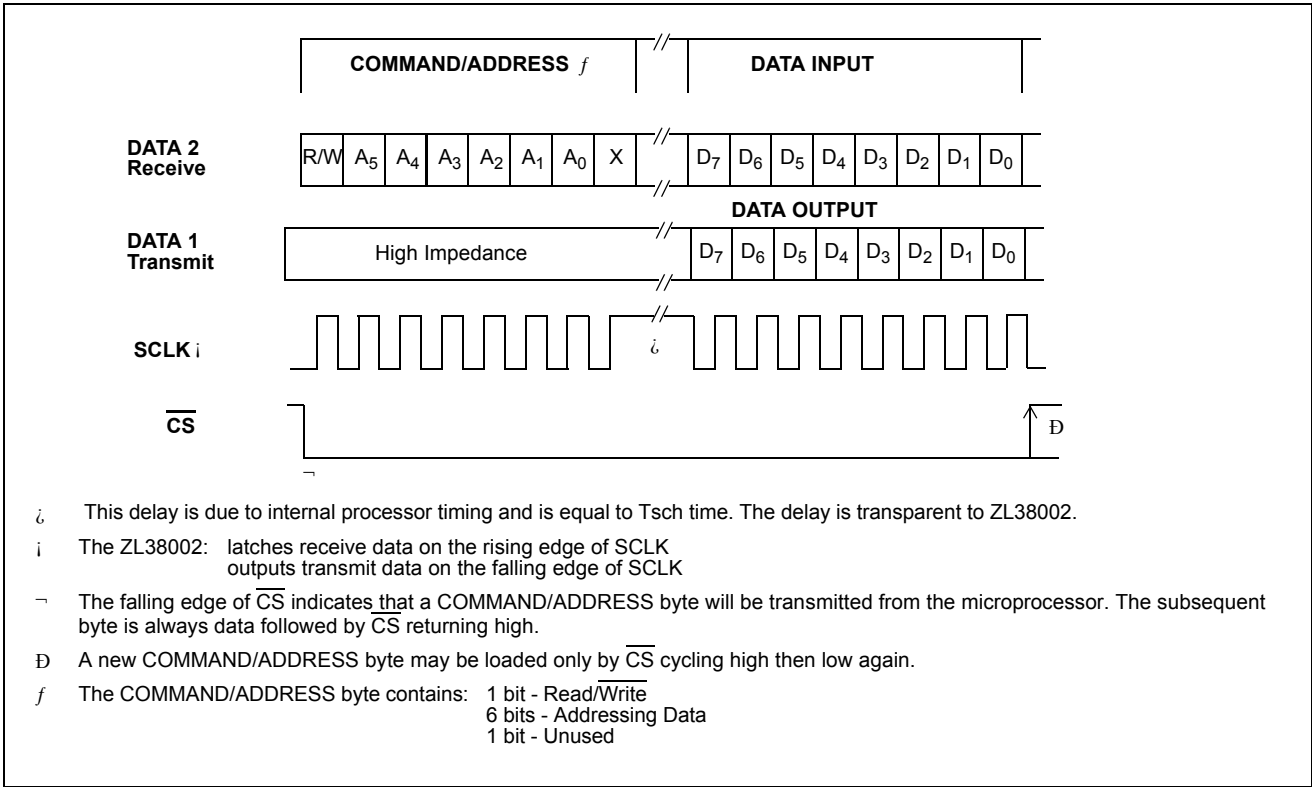 COMMAND/ADDRESS ƒ
DATA INPUT
DATA 2
Receive
R/W A5 A4 A3 A2 A1 A0 X // D7 D6 D5 D4 D3 D2 D1 D0
DATA OUTPUT
DATA 1
Transmit
High Impedance // D7 D6 D5 D4 D3 D2 D1 D0
SCLK ¡
¿
CS
Ð
¬
¿ This delay is due to internal processor timing and is equal to Tsch time. The delay is transparent to ZL38002.
¡ The ZL38002: latches receive data on the rising edge of SCLK
outputs transmit data on the falling edge of SCLK
¬ The falling edge of CS indicates that a COMMAND/ADDRESS byte will be transmitted from the microprocessor. The subsequent
byte is always data followed by CS returning high.
Ð A new COMMAND/ADDRESS byte may be loaded only by CS cycling high then low again.
ƒ The COMMAND/ADDRESS byte contains: 1 bit - Read/Write
6 bits - Addressing Data
1 bit - Unused